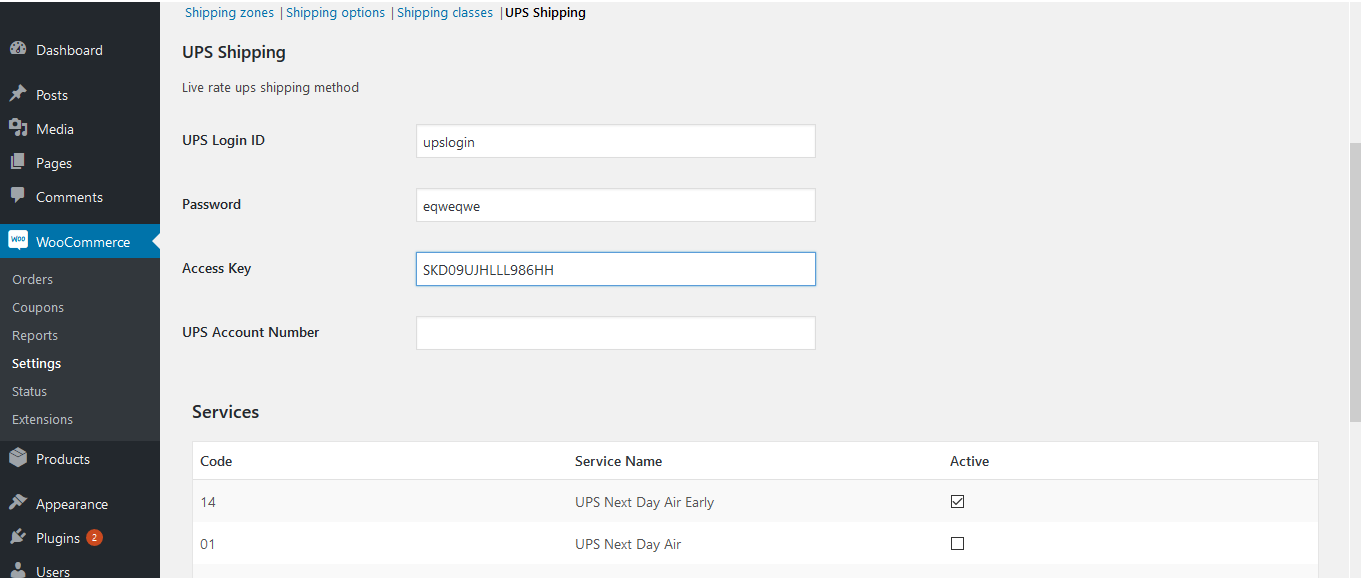 Shipping zones | Shipping options | Shipping classes | UPS Shipping
Dashboard
Posts
Media
Pages
Comments
WOO WooCommerce
Orders
Coupons
Reports
Settings
Status
Extensions
Products
Appearance
Plugins 2
Users
UPS Shipping
Live rate ups shipping method
UPS Login ID upslogin
Password eqweqwe
Access Key SKD09UJHLLL986HH
UPS Account Number
Services
Code Service Name Active
14 UPS Next Day Air Early
01 UPS Next Day Air